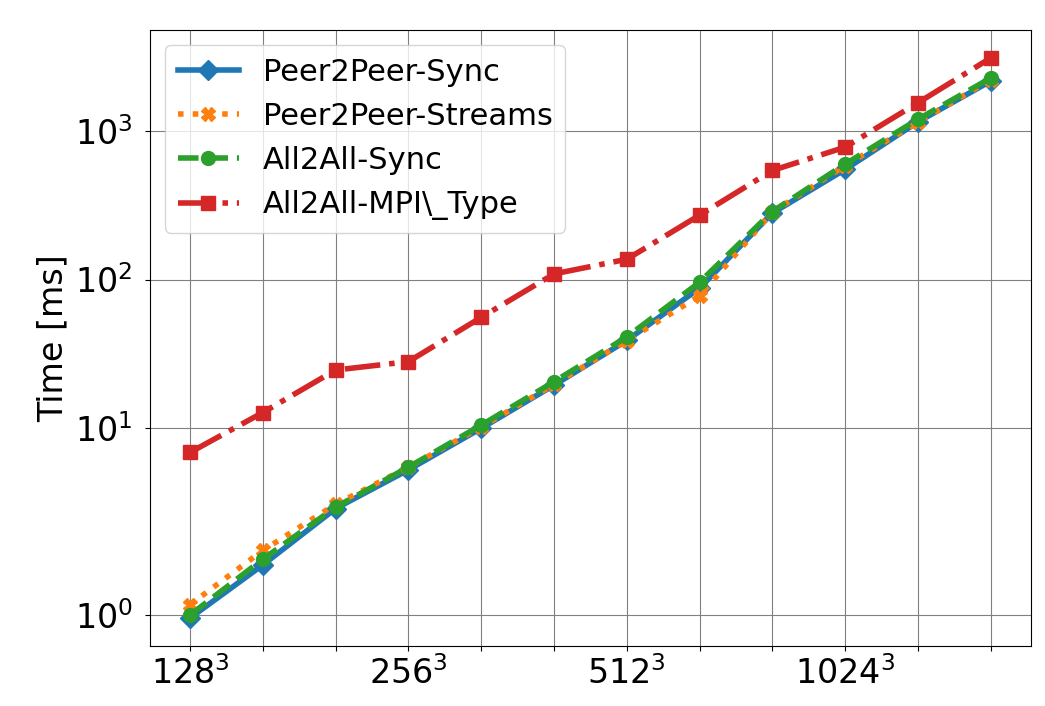 Peer2Peer-Sync
Peer2Peer-Streams
All2All-Sync
All2All-MPI\_Type
Time [ms]
10³
10²
10¹
10⁰
128³ 256³ 512³ 1024³